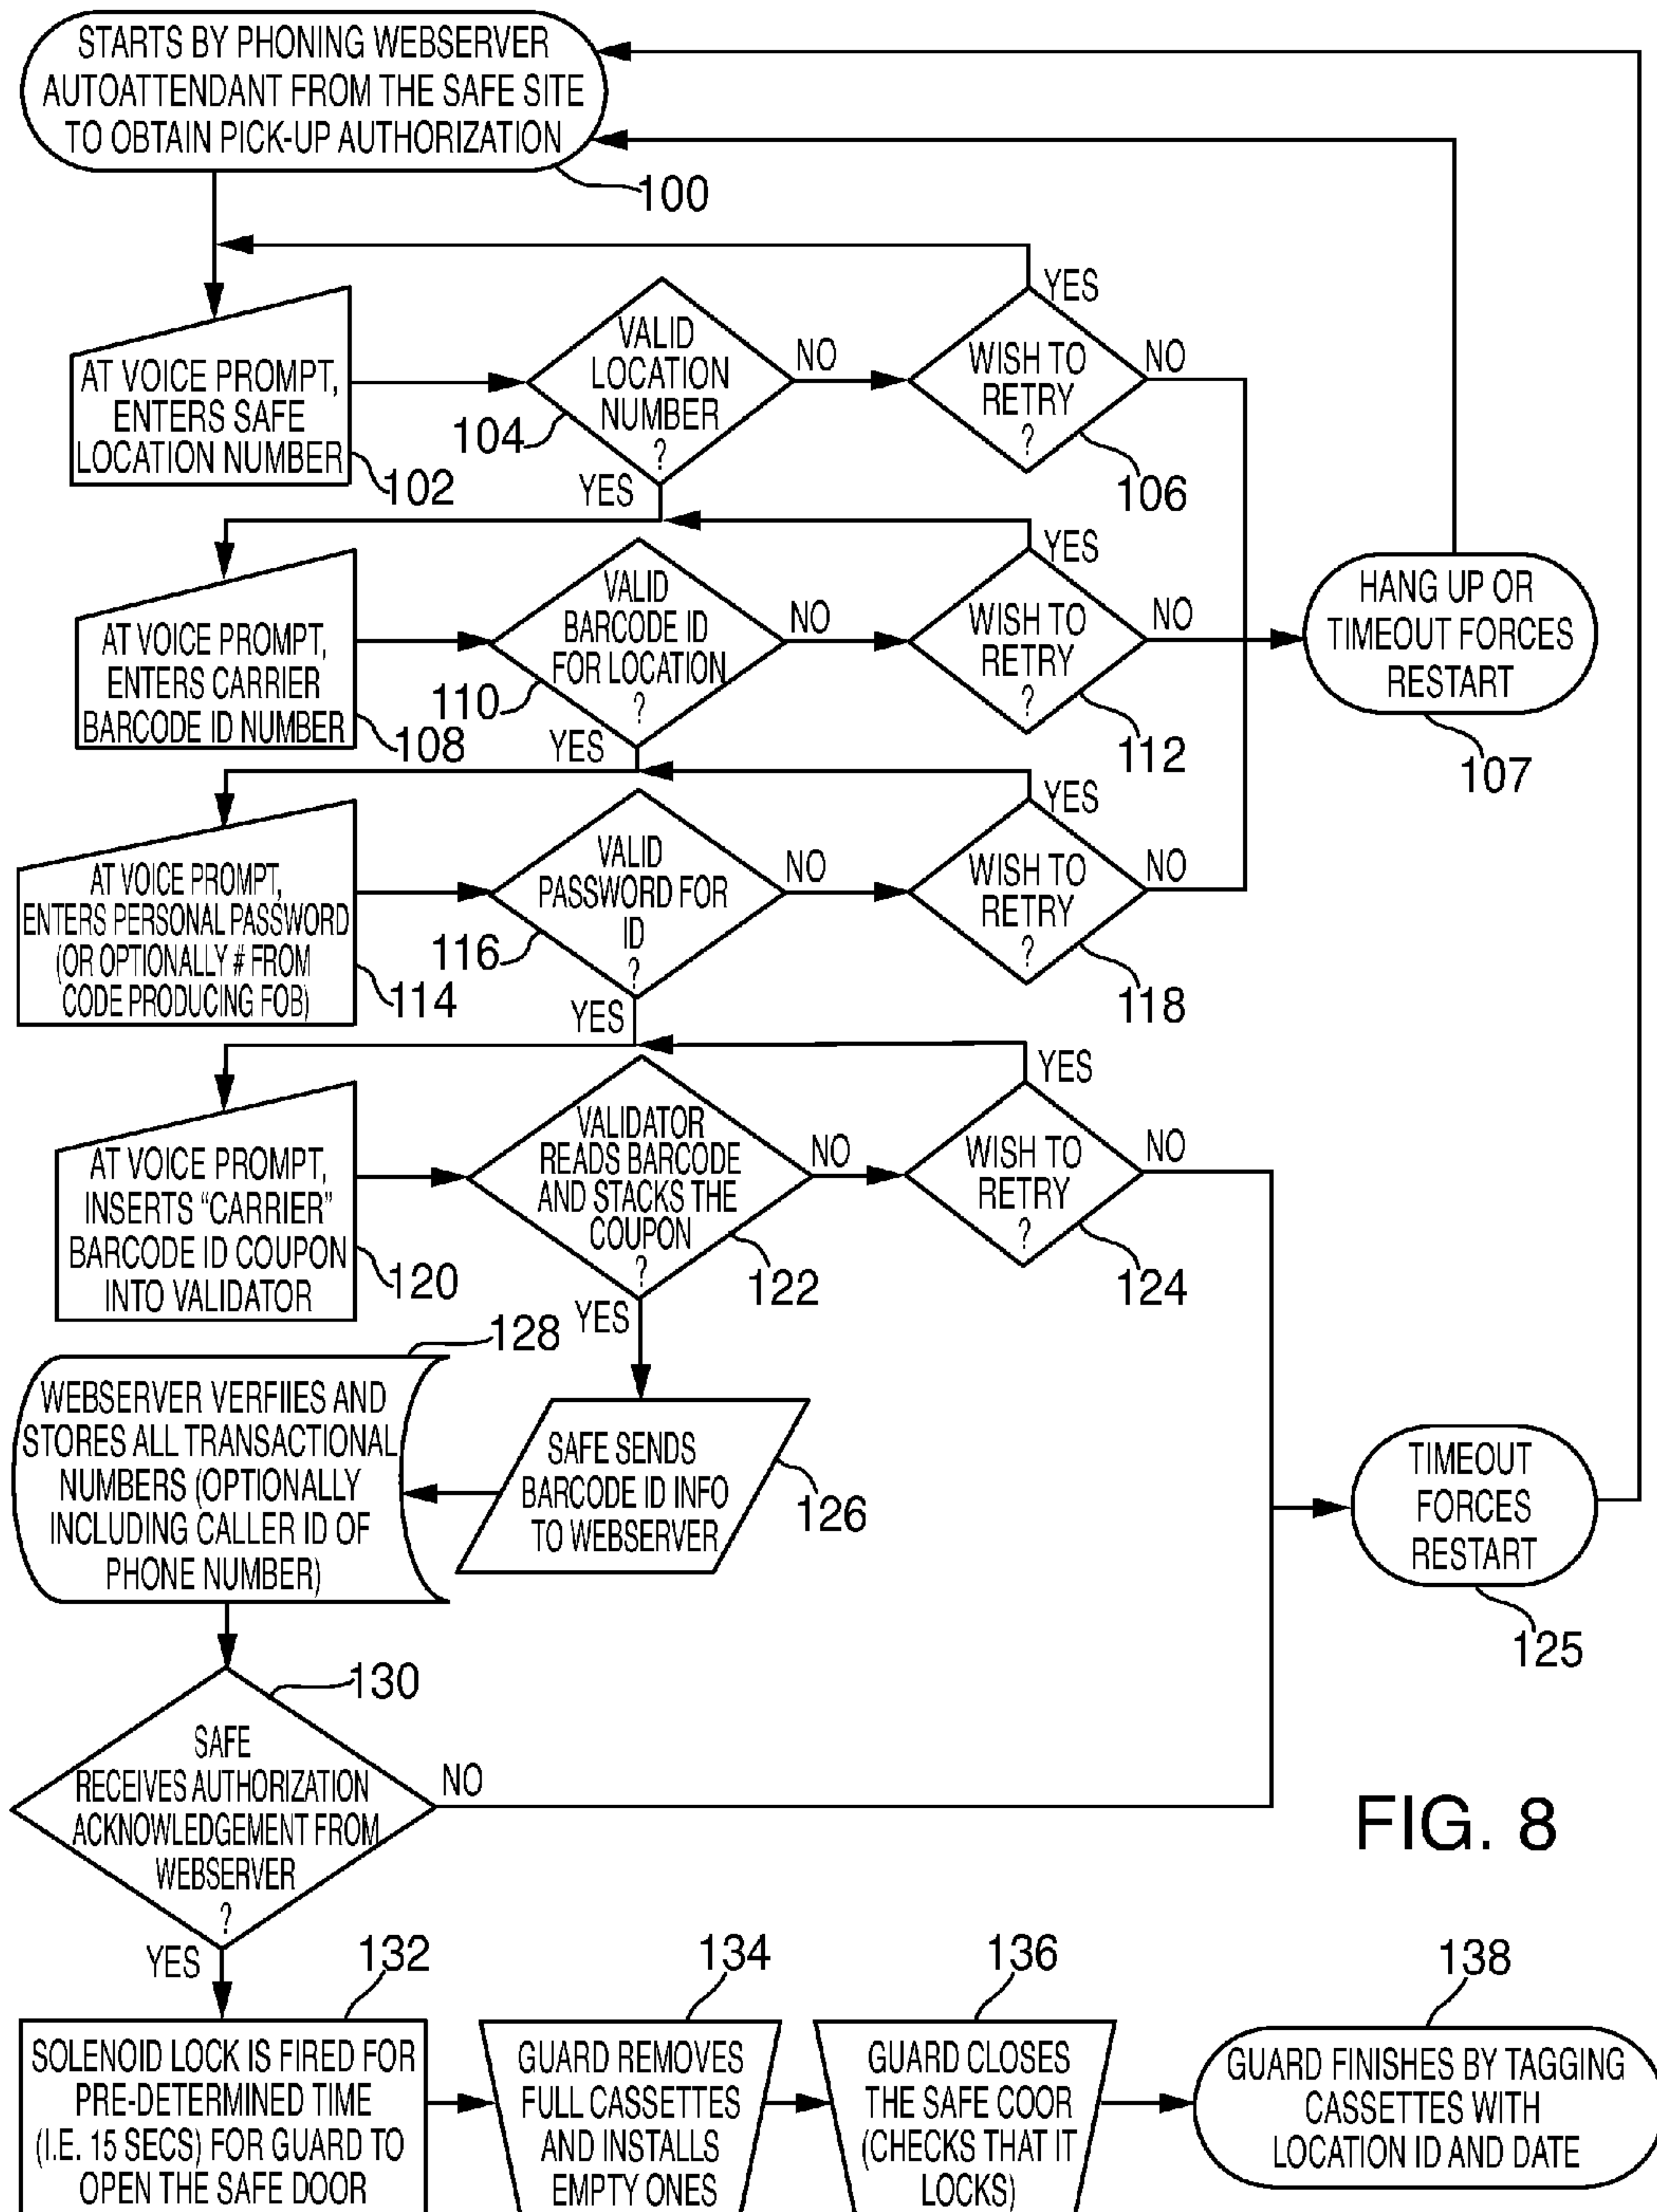 STARTS BY PHONING WEBSERVER
AUTOATTENDANT FROM THE SAFE SITE
TO OBTAIN PICK-UP AUTHORIZATION
100
AT VOICE PROMPT,
ENTERS SAFE
LOCATION NUMBER
102
VALID
LOCATION
NUMBER
?
104
NO
YES
WISH TO
RETRY
?
106
YES
NO
AT VOICE PROMPT,
ENTERS CARRIER
BARCODE ID NUMBER
108
VALID
BARCODE ID
FOR LOCATION
?
110
NO
YES
WISH TO
RETRY
?
112
YES
NO
HANG UP OR
TIMEOUT FORCES
RESTART
107
AT VOICE PROMPT,
ENTERS PERSONAL PASSWORD
(OR OPTIONALLY # FROM
CODE PRODUCING FOB)
114
VALID
PASSWORD FOR
ID
?
116
NO
YES
WISH TO
RETRY
?
118
YES
NO
AT VOICE PROMPT,
INSERTS “CARRIER”
BARCODE ID COUPON
INTO VALIDATOR
120
VALIDATOR
READS BARCODE
AND STACKS THE
COUPON
?
122
NO
YES
WISH TO
RETRY
?
124
YES
NO
TIMEOUT
FORCES
RESTART
125
SAFE SENDS
BARCODE ID INFO
TO WEBSERVER
126
128
WEBSERVER VERFIIES AND
STORES ALL TRANSACTIONAL
NUMBERS (OPTIONALLY
INCLUDING CALLER ID OF
PHONE NUMBER)
130
SAFE
RECEIVES AUTHORIZATION
ACKNOWLEDGEMENT FROM
WEBSERVER
?
NO
YES
FIG. 8
132
SOLENOID LOCK IS FIRED FOR
PRE-DETERMINED TIME
(I.E. 15 SECS) FOR GUARD TO
OPEN THE SAFE DOOR
134
GUARD REMOVES
FULL CASSETTES
AND INSTALLS
EMPTY ONES
136
GUARD CLOSES
THE SAFE COOR
(CHECKS THAT IT
LOCKS)
138
GUARD FINISHES BY TAGGING
CASSETTES WITH
LOCATION ID AND DATE